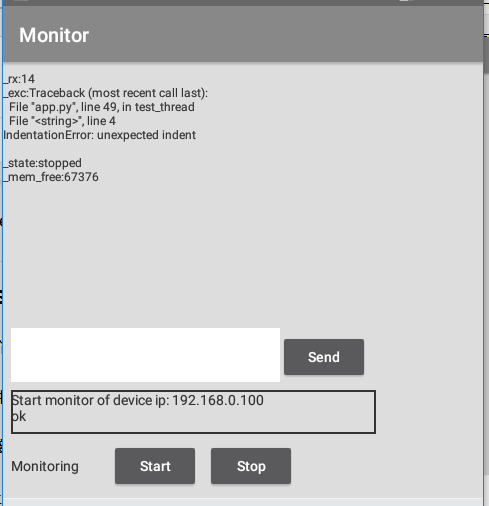 Monitor
_rx:14
_exc:Traceback (most recent call last):
File "app.py", line 49, in test_thread
File "<string>", line 4
IndentationError: unexpected indent
_state:stopped
_mem_free:67376
Send
Start monitor of device ip: 192.168.0.100
ok
Monitoring
Start
Stop